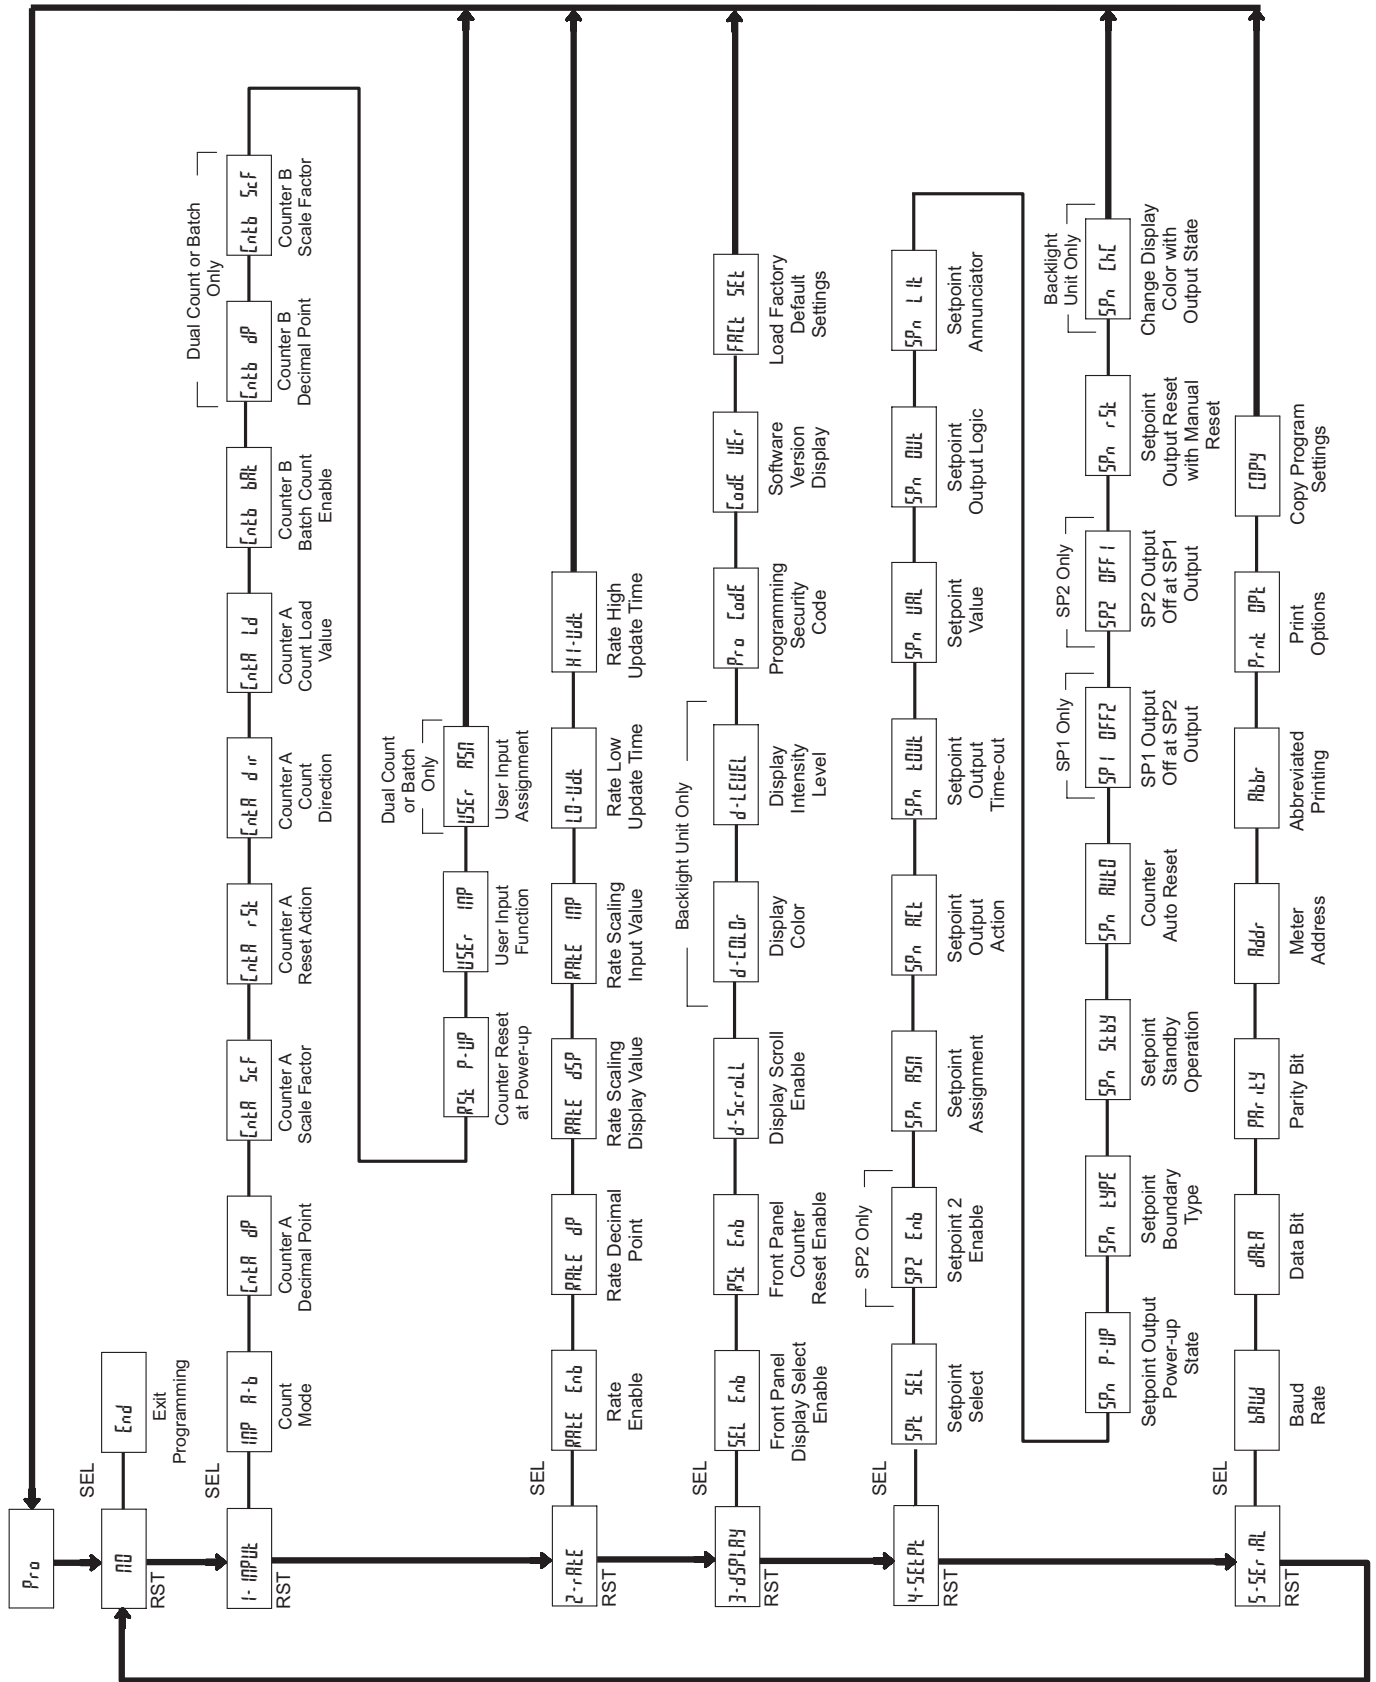 Pro
SEL
NO
End
RST
Exit
Programming
SEL
1-INPUt
RST
INP A-b
Count
Mode
CntA dP
Counter A
Decimal Point
CntA ScF
Counter A
Scale Factor
CntA rSt
Counter A
Reset Action
CntA dir
Counter A
Count
Direction
CntA Ld
Counter A
Count Load
Value
Cntb bAt
Counter B
Batch Count
Enable
Dual Count or Batch
Only
Cntb dP
Counter B
Decimal Point
Cntb ScF
Counter B
Scale Factor
RSt P-UP
Counter Reset
at Power-up
USEr INP
User Input
Function
Dual Count
or Batch
Only
USEr ASN
User Input
Assignment
SEL
2-rAtE
RST
RAtE Enb
Rate
Enable
RAtE dP
Rate Decimal
Point
RAtE dSP
Rate Scaling
Display Value
RAtE INP
Rate Scaling
Input Value
LO-Udt
Rate Low
Update Time
HI-Udt
Rate High
Update Time
SEL
3-dSPLAY
RST
SEL Enb
Front Panel
Display Select
Enable
RSt Enb
Front Panel
Counter
Reset Enable
d-ScroLL
Display Scroll
Enable
Backlight Unit Only
d-COLOr
Display
Color
d-LEVEL
Display
Intensity
Level
Pro CodE
Programming
Security
Code
CodE VEr
Software
Version
Display
FACt SEt
Load Factory
Default
Settings
SEL
4-SEtPt
RST
SPt SEL
Setpoint
Select
SP2 Only
SP2 Enb
Setpoint 2
Enable
SPn ASN
Setpoint
Assignment
SPn ACt
Setpoint
Output
Action
SPn tOUt
Setpoint
Output
Time-out
SPn VAL
Setpoint
Value
SPn OUt
Setpoint
Output Logic
SPn LIt
Setpoint
Annunciator
SPn P-UP
Setpoint Output
Power-up
State
SPn tYPE
Setpoint
Boundary
Type
SPn Stby
Setpoint
Standby
Operation
SPn AUtO
Counter
Auto Reset
SP1 Only
SP1 OFF2
SP1 Output
Off at SP2
Output
SP2 Only
SP2 OFF1
SP2 Output
Off at SP1
Output
SPn rSt
Setpoint
Output Reset
with Manual
Reset
Backlight
Unit Only
SPn ChC
Change Display
Color with
Output State
SEL
5-SErIAL
RST
bAUd
Baud
Rate
dAtA
Data Bit
PArity
Parity Bit
Addr
Meter
Address
Abbr
Abbreviated
Printing
Prnt OPt
Print
Options
COPY
Copy Program
Settings